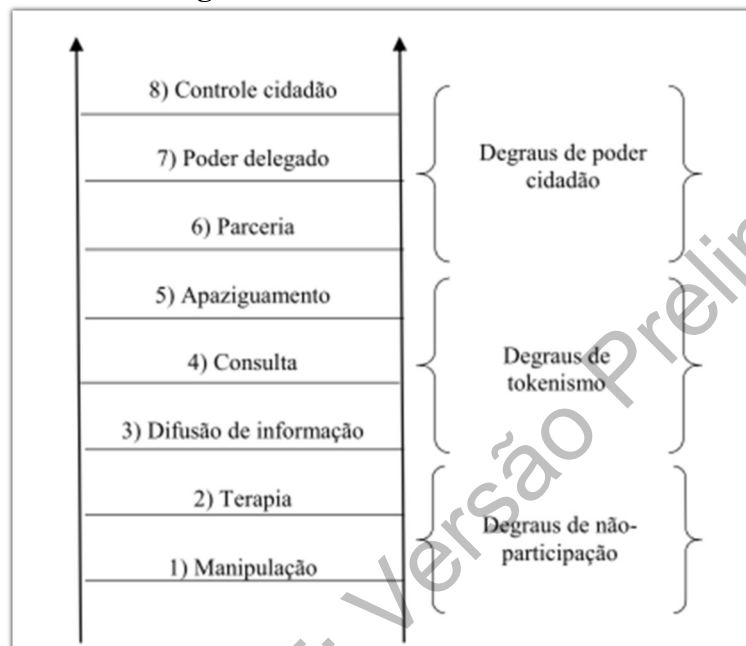 8) Controle cidadão
7) Poder delegado
6) Parceria
5) Apaziguamento
4) Consulta
3) Difusão de informação
2) Terapia
1) Manipulação
Degraus de poder
cidadão
Degraus de
tokenismo
Degraus de não-
participação
Versão